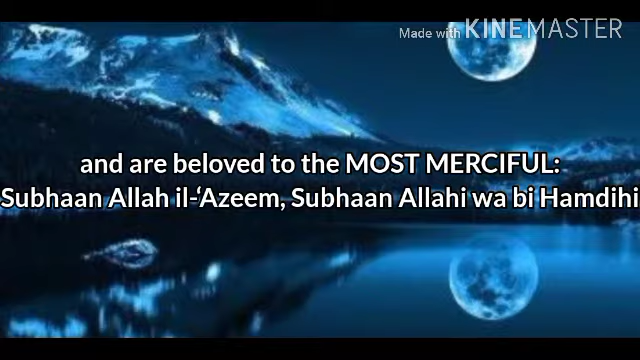 Made with KINEMASTER
and are beloved to the MOST MERCIFUL:
Subhaan Allah il-‘Azeem, Subhaan Allahi wa bi Hamdihi